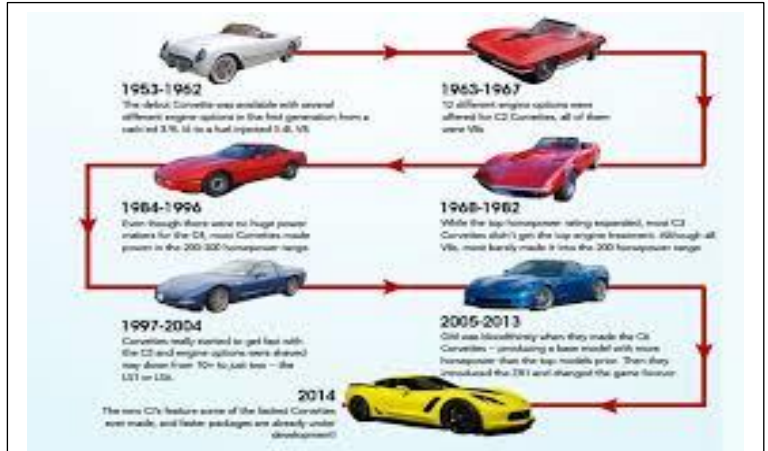 1953-1962
The debut Corvette was available with several
different engine options in the first generation from a
3.9L I6 to a fuel injected 5.4L V8
1963-1967
12 different engine options were
offered for C2 Corvettes, all of them
were V8s
1968-1982
While the top horsepower rating expanded, most C3
Corvettes didn't get the top engine treatment. Although all
V8s, most barely made it into the 200 horsepower range
1984-1996
Even though there were no huge power
makers for the C4, most Corvettes made
power in the 200-300 horsepower range
1997-2004
Corvettes really started to get fast with
the C5 and engine options were shaved
way down from 10+ to just two – the
LS1 or LS6.
2005-2013
GM was bloodthirsty when they made the C6
Corvettes – producing a base model with more
horsepower than the top models prior. Then they
introduced the ZR1 and changed the game forever.
2014
The new C7s feature some of the fastest Corvettes
ever made, and faster packages are already under
development!